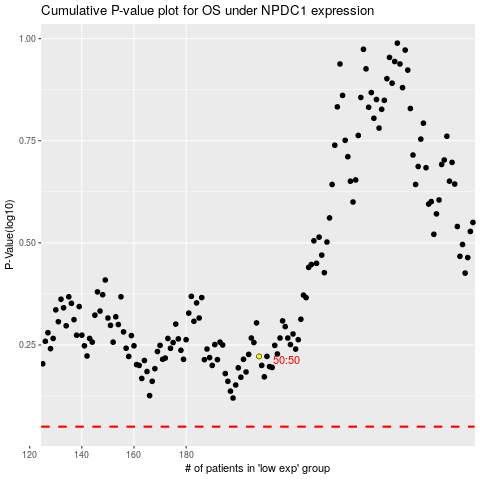 Cumulative P-value plot for OS under NPDC1 expression
1.00
0.75
0.50
0.25
P-Value(log10)
50:50
120 140 160 180
# of patients in 'low exp' group